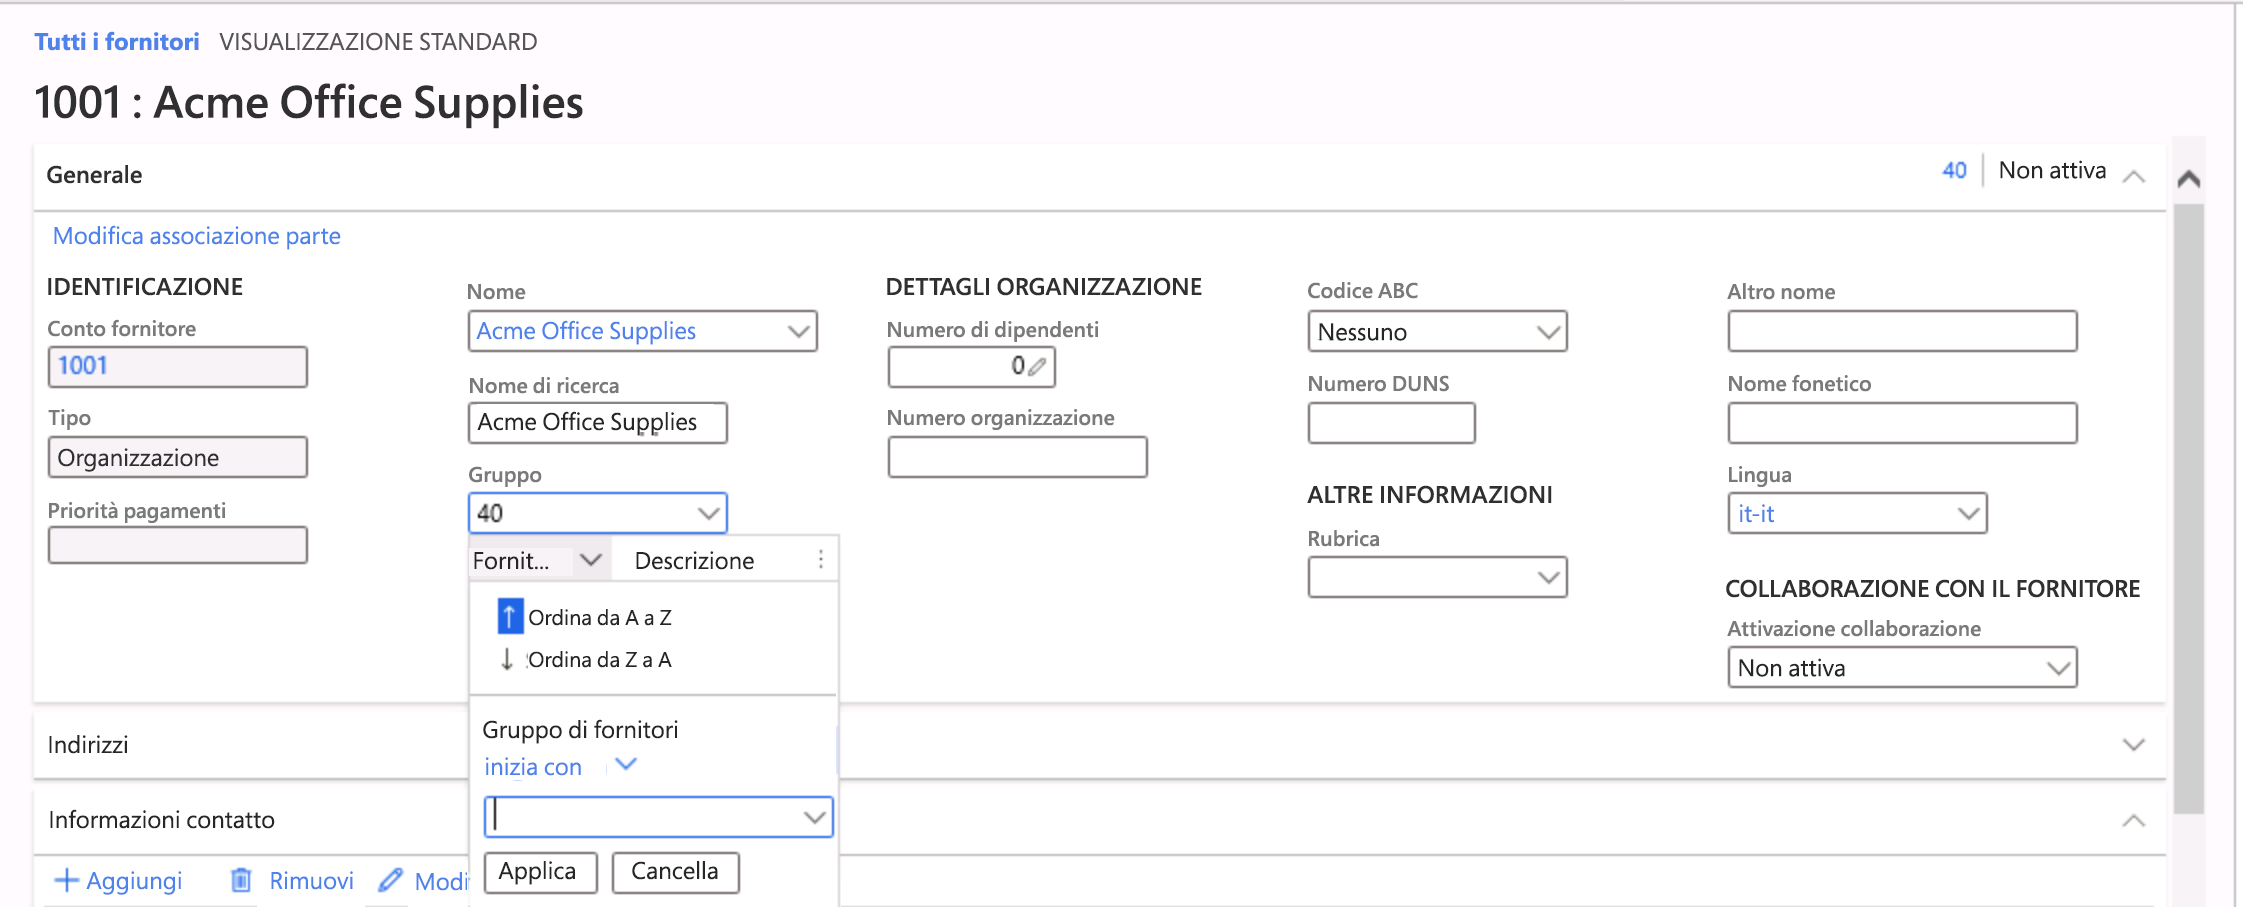 Tutti i fornitori VISUALIZZAZIONE STANDARD
1001 : Acme Office Supplies
Generale
40
Non attiva
Modifica associazione parte
IDENTIFICAZIONE
Conto fornitore
1001
Tipo
Organizzazione
Priorità pagamenti
Nome
Acme Office Supplies
Nome di ricerca
Acme Office Supplies
Gruppo
40
Fornit... Descrizione
Ordina da A a Z
Ordina da Z a A
Gruppo di fornitori
inizia con
Applica Cancella
DETTAGLI ORGANIZZAZIONE
Numero di dipendenti
0
Numero organizzazione
Codice ABC
Nessuno
Numero DUNS
ALTRE INFORMAZIONI
Rubrica
Altro nome
Nome fonetico
Lingua
it-it
COLLABORAZIONE CON IL FORNITORE
Attivazione collaborazione
Non attiva
Indirizzi
Informazioni contatto
Aggiungi Rimuovi Modi